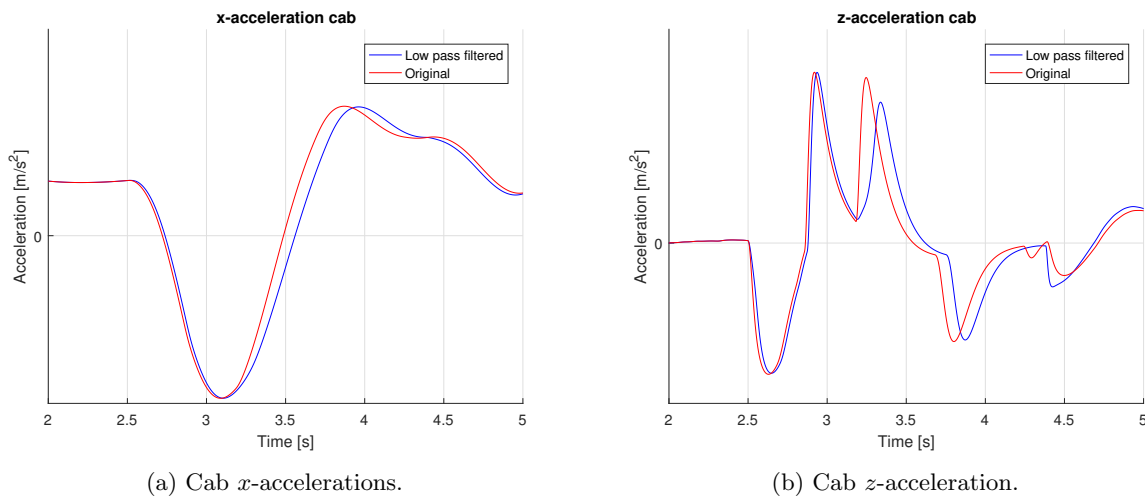 x-acceleration cab
Acceleration [m/s²]
0
Low pass filtered
Original
2 2.5 3 3.5 4 4.5 5
Time [s]
(a) Cab x-accelerations.
z-acceleration cab
Acceleration [m/s²]
0
Low pass filtered
Original
2 2.5 3 3.5 4 4.5 5
Time [s]
(b) Cab z-acceleration.